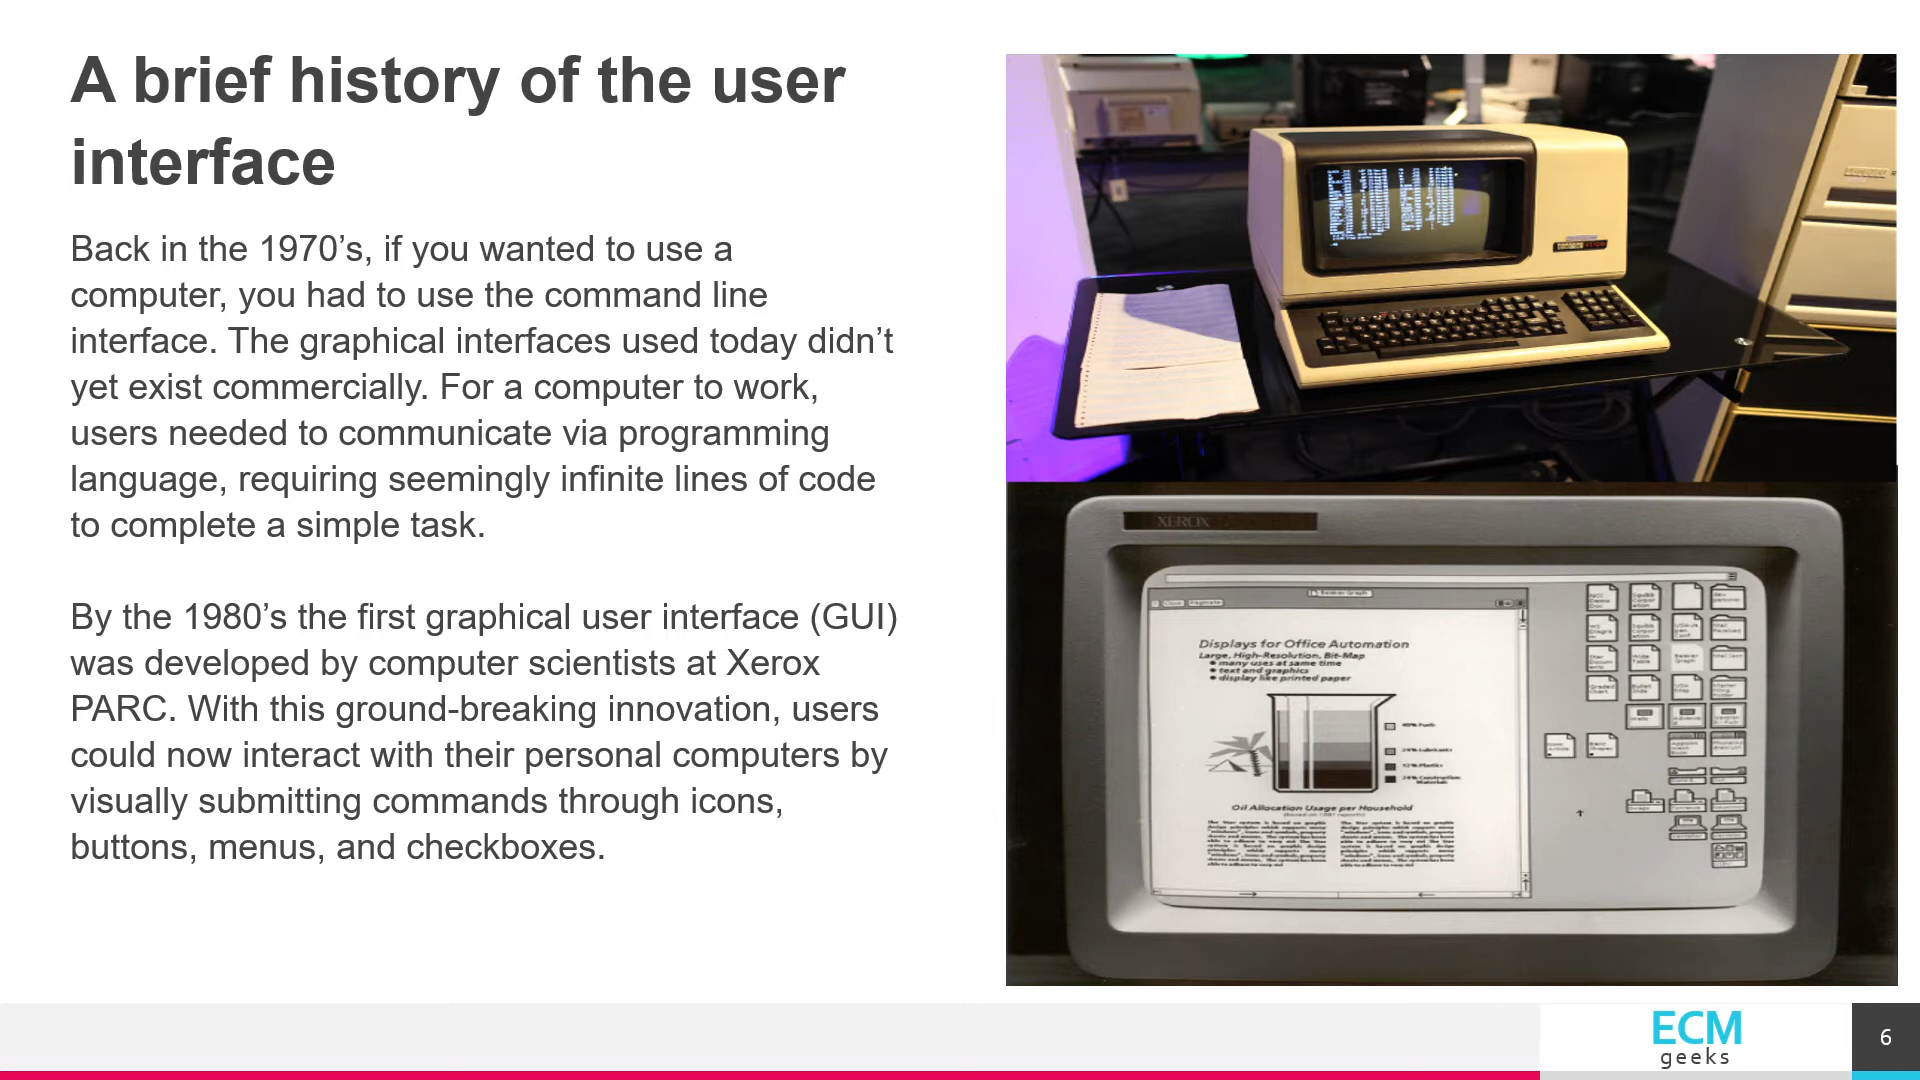 A brief history of the user
interface
Back in the 1970’s, if you wanted to use a
computer, you had to use the command line
interface. The graphical interfaces used today didn’t
yet exist commercially. For a computer to work,
users needed to communicate via programming
language, requiring seemingly infinite lines of code
to complete a simple task.
By the 1980’s the first graphical user interface (GUI)
was developed by computer scientists at Xerox
PARC. With this ground-breaking innovation, users
could now interact with their personal computers by
visually submitting commands through icons,
buttons, menus, and checkboxes.
XEROX
Beaker Graph
Displays for Office Automation
Large, High-Resolution, Bit-Map
• many uses at same time
• text and graphics
• display like printed paper
Oil Allocation Usage per Household
ECM
geeks
6